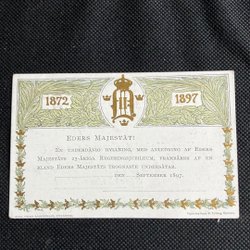 1872
1897
EDERS MAJESTÄT!
EN UNDERDÅNIG HYLLNING, MED ANLEDNING AF EDERS
MAJESTÄTS 25-ÅRIGA REGERINGSJUBILEUM, FRAMBÄRES AF EN
BLAND EDERS MAJESTÄTS TROGNASTE UNDERSÅTAR.
DEN SEPTEMBER 1897.